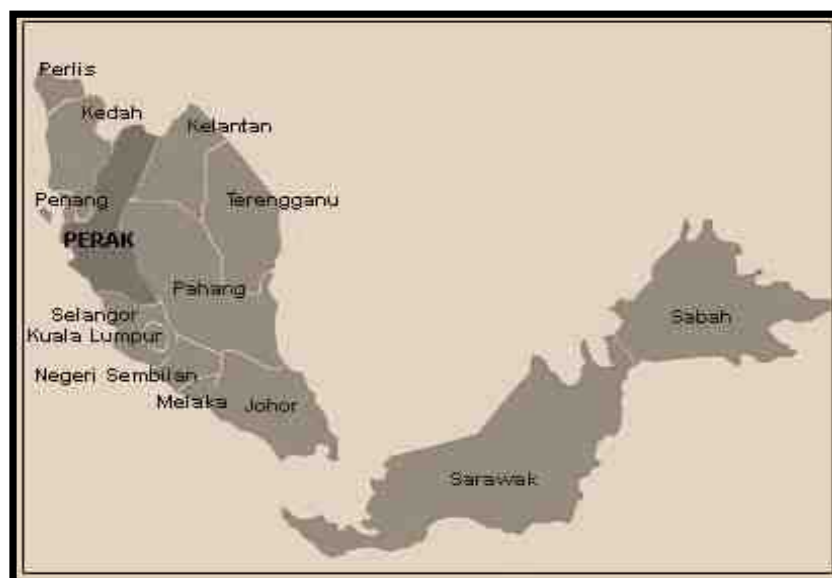 Perlis
Kedah
Kelantan
Penang
Terengganu
PERAK
Pahang
Selangor
Kuala Lumpur
Sabah
Negeri Sembilan
Melaka
Johor
Sarawak